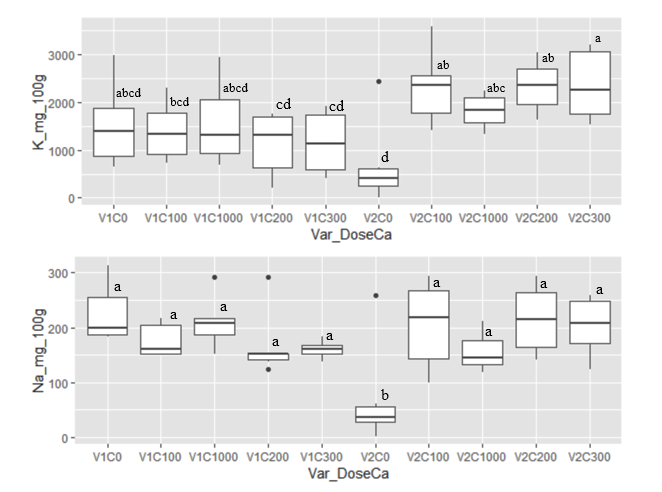 K_mg_100g
3000
2000
1000
0
abcd
bcd
abcd
cd
cd
d
ab
abc
ab
a
V1C0 V1C100 V1C1000 V1C200 V1C300 V2C0 V2C100 V2C1000 V2C200 V2C300
Var_DoseCa
Na_mg_100g
300
200
100
0
a
a
a
a
a
b
a
a
a
a
V1C0 V1C100 V1C1000 V1C200 V1C300 V2C0 V2C100 V2C1000 V2C200 V2C300
Var_DoseCa